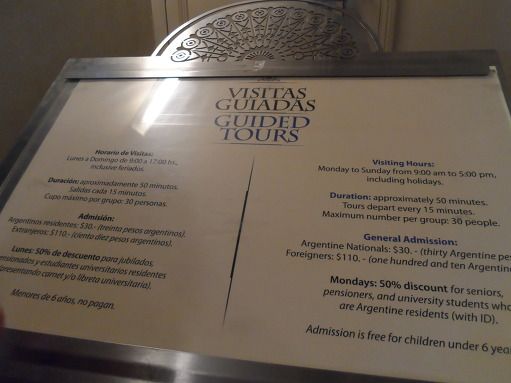 VISITAS
GUIADAS
GUIDED
TOURS
Horario de Visitas:
Lunes a Domingo de 9:00 a 17:00 hs.,
inclusive feriados.
Duración: aproximadamente 50 minutos.
Salidas cada 15 minutos.
Cupo máximo por grupo: 30 personas.
Admisión:
Argentinos residentes: $30.- (treinta pesos argentinos).
Extranjeros: $110.- (ciento diez pesos argentinos).
Lunes: 50% de descuento para jubilados,
pensionados y estudiantes universitarios residentes
(presentando carnet y/o libreta universitaria).
Menores de 6 años, no pagan.
Visiting Hours:
Monday to Sunday from 9:00 am to 5:00 pm,
including holidays.
Duration: approximately 50 minutes.
Tours depart every 15 minutes.
Maximum number per group: 30 people.
General Admission:
Argentine Nationals: $30. - (thirty Argentine pes
Foreigners: $110. - (one hundred and ten Argentin
Mondays: 50% discount for seniors,
pensioners, and university students who
are Argentine residents (with ID).
Admission is free for children under 6 year